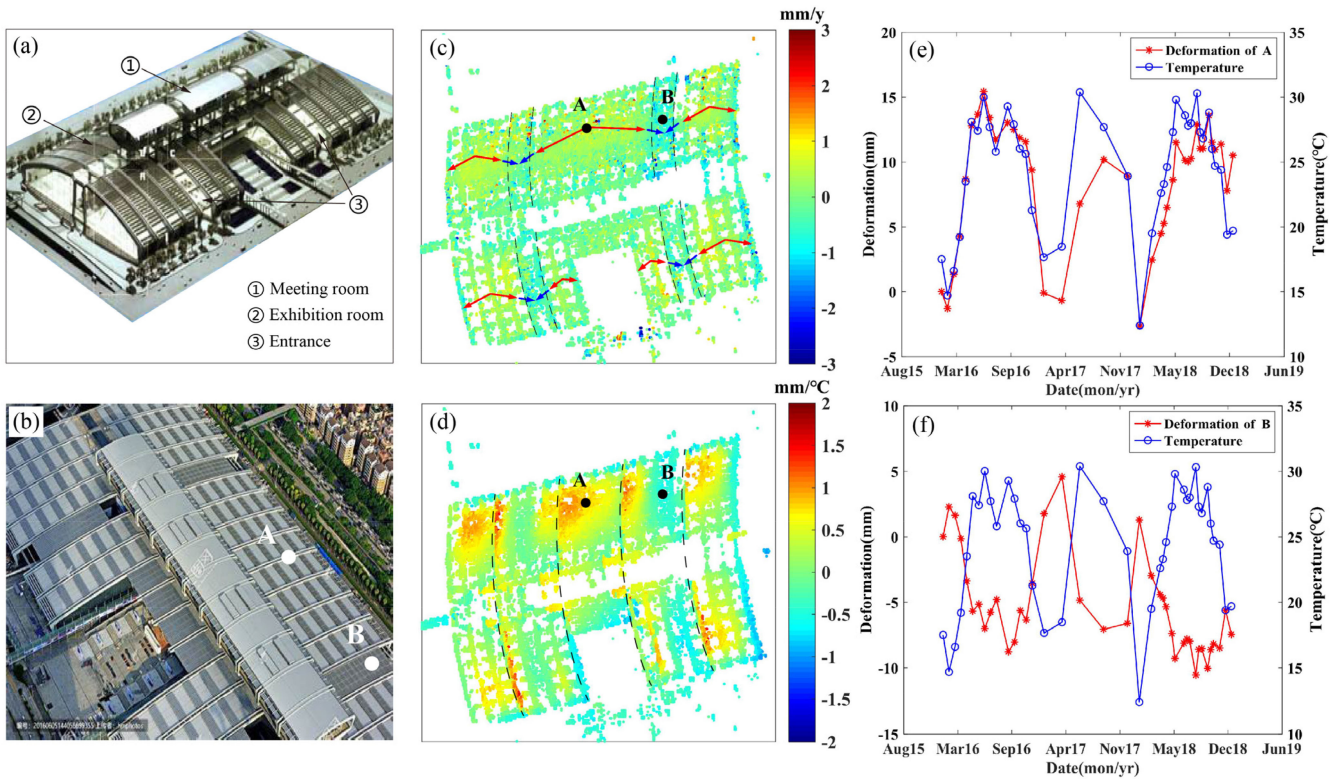 (a)
①
②
③
① Meeting room
② Exhibition room
③ Entrance
(b)
A
B
(c)
mm/y
A
B
3
2
1
0
-1
-2
-3
(d)
mm/°C
A
B
2
1.5
1
0.5
0
-0.5
-1
-1.5
-2
(e)
Deformation of A
Temperature
Deformation(mm)
20
15
10
5
0
-5
Temperature(°C)
35
30
25
20
15
10
Aug15 Mar16 Sep16 Apr17 Nov17 May18 Dec18 Jun19
Date(mon/yr)
(f)
Deformation of B
Temperature
Deformation(mm)
10
5
0
-5
-10
-15
Temperature(°C)
35
30
25
20
15
10
Aug15 Mar16 Sep16 Apr17 Nov17 May18 Dec18 Jun19
Date(mon/yr)